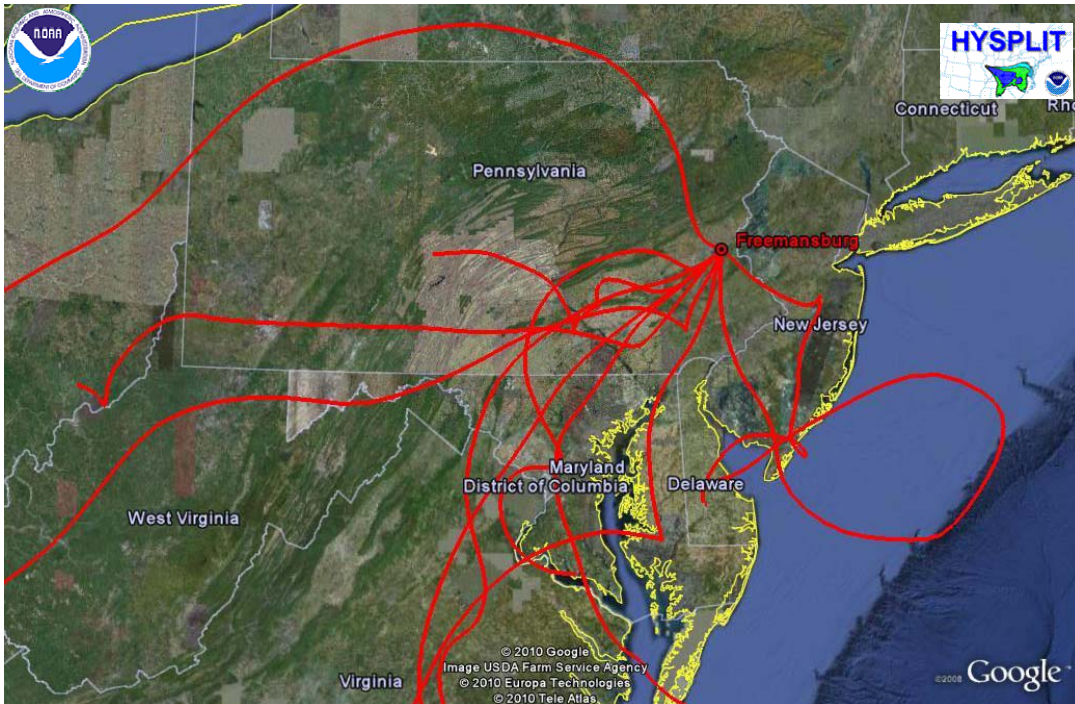 NOAA
HYSPLIT
Connecticut
Pennsylvania
Freemansburg
New Jersey
Maryland
District of Columbia
Delaware
West Virginia
Virginia
© 2010 Google
Image USDA Farm Service Agency
© 2010 Europa Technologies
© 2010 Tele Atlas
©2008 Google